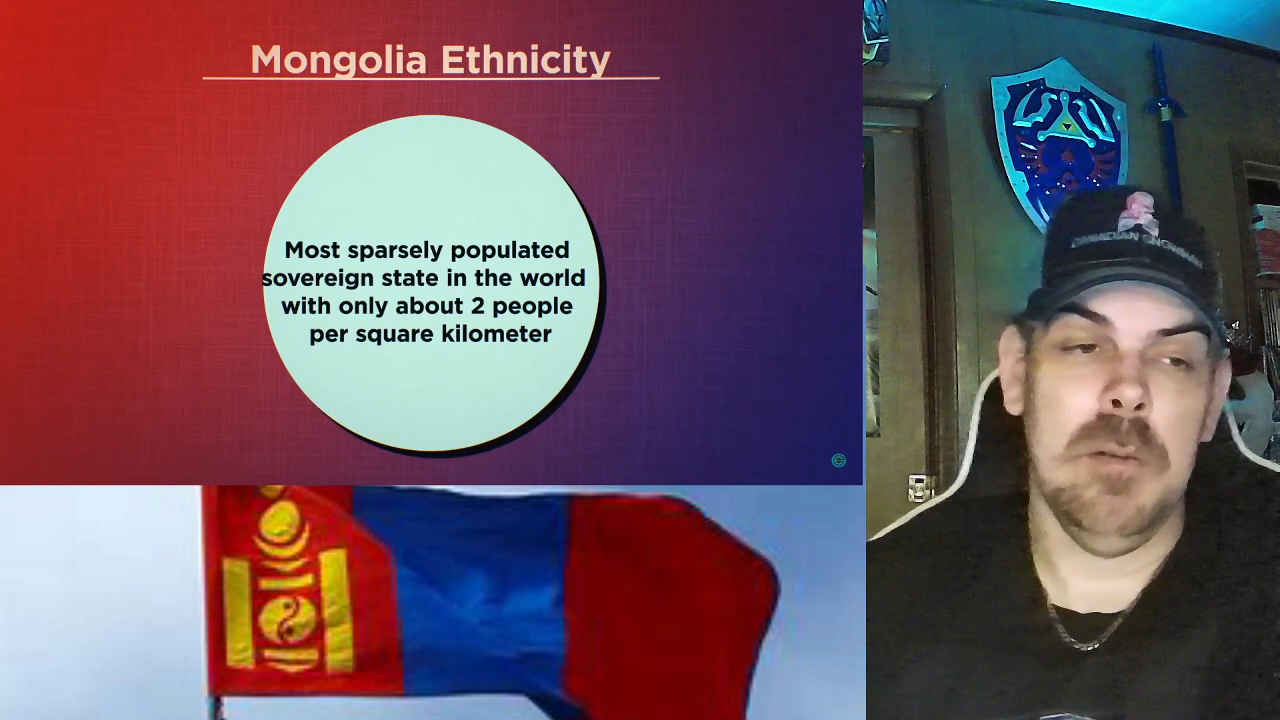 Mongolia Ethnicity
Most sparsely populated
sovereign state in the world
with only about 2 people
per square kilometer